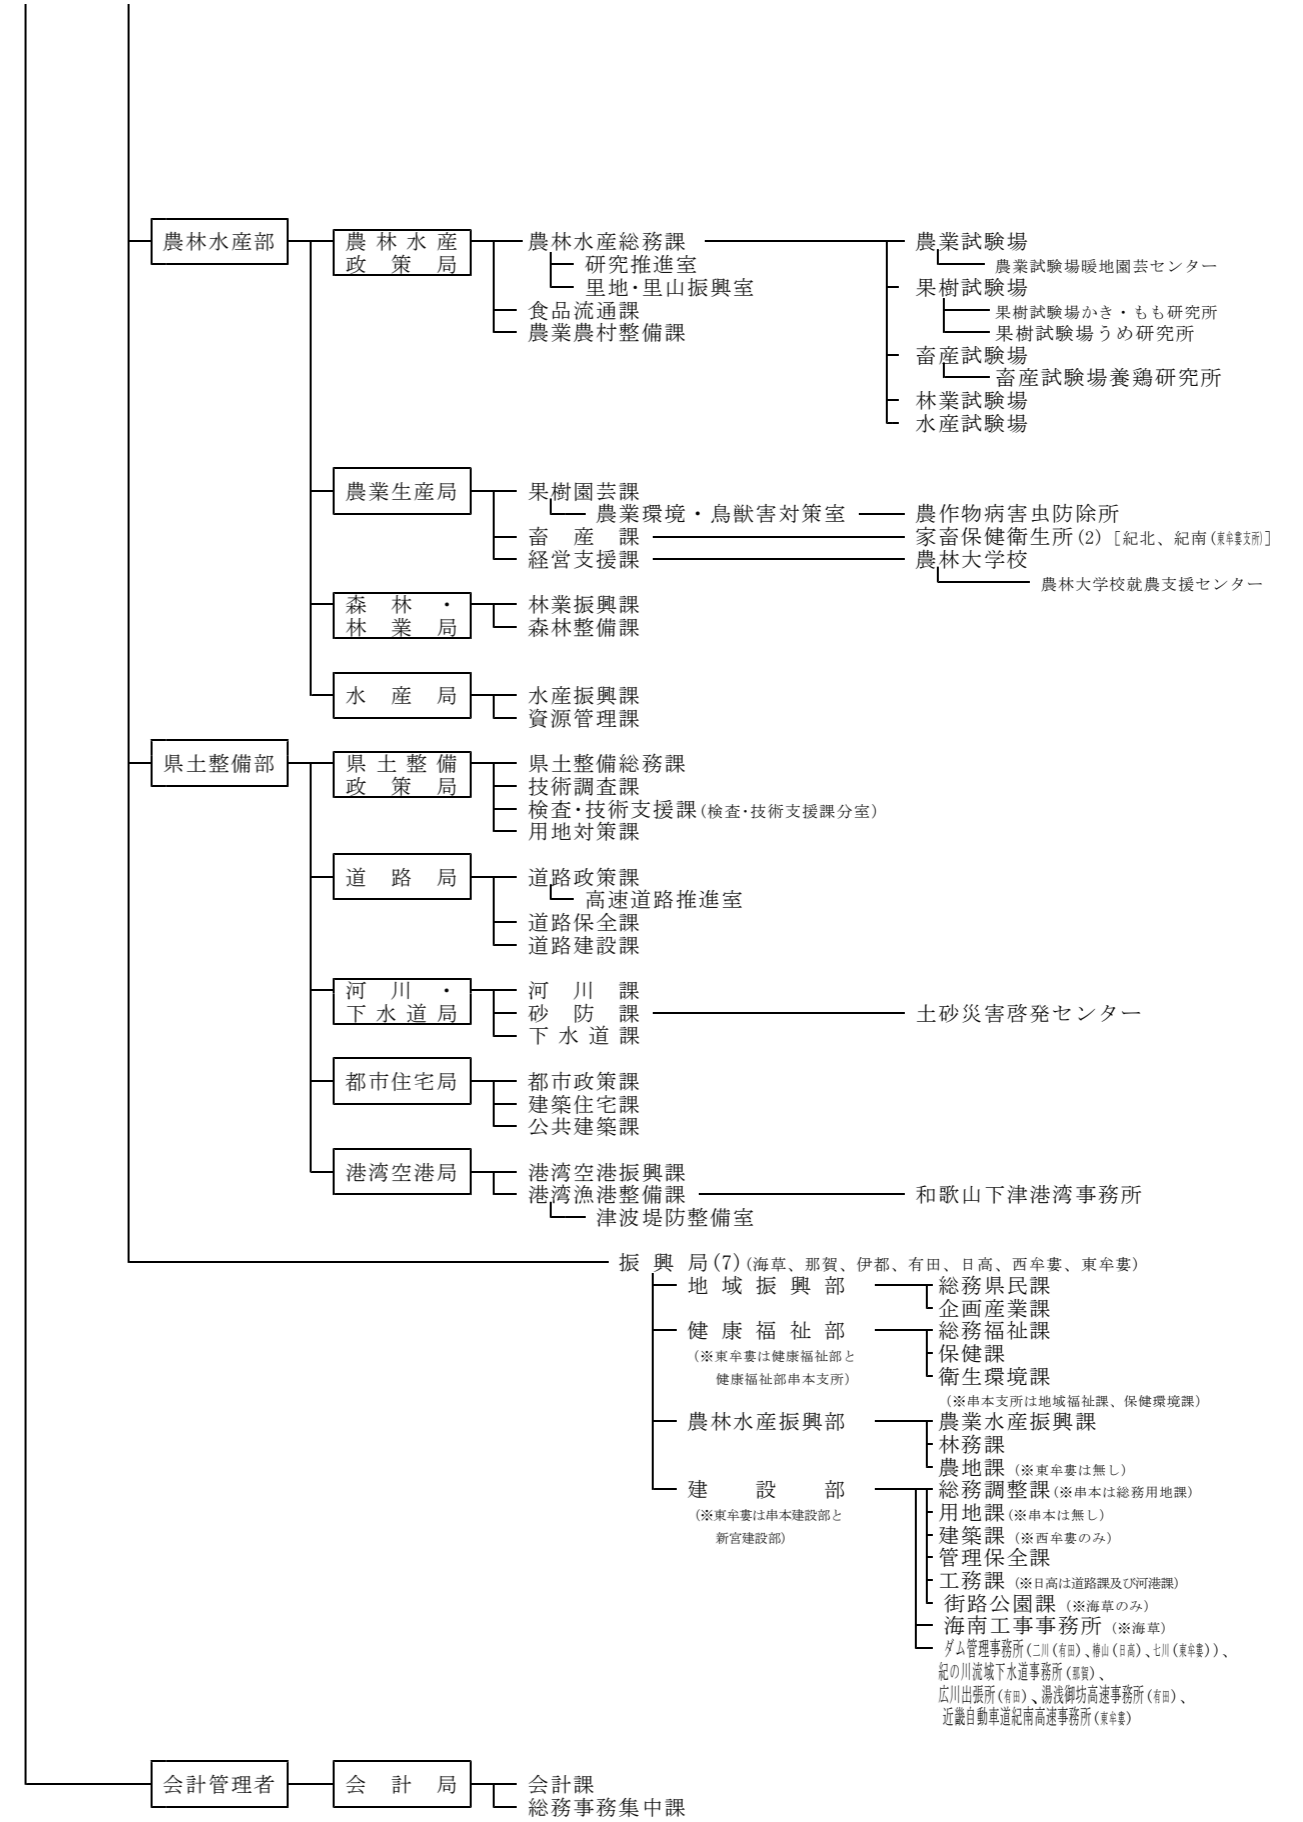 農林水産部 農林水産 農林水産総務課 農業試験場
政策局 研究推進室 農業試験場暖地園芸センター
里地・里山振興室 果樹試験場
食品流通課 果樹試験場かき・もも研究所
農業農村整備課 果樹試験場うめ研究所
畜産試験場
畜産試験場養鶏研究所
林業試験場
水産試験場
農業生産局 果樹園芸課
農業環境・鳥獣害対策室 農作物病害虫防除所
畜産課 家畜保健衛生所(2) [紀北、紀南(東牟婁支所)]
経営支援課 農林大学校
農林大学校就農支援センター
森林・ 林業振興課
林業局 森林整備課
水産局 水産振興課
資源管理課
県土整備部 県土整備 県土整備総務課
政策局 技術調査課
検査・技術支援課(検査・技術支援課分室)
用地対策課
道路局 道路政策課
高速道路推進室
道路保全課
道路建設課
河川・ 河川課
下水道局 砂防課 土砂災害啓発センター
下水道課
都市住宅局 都市政策課
建築住宅課
公共建築課
港湾空港局 港湾空港振興課
港湾漁港整備課 和歌山下津港湾事務所
津波堤防整備室
振興局(7)(海草、那賀、伊都、有田、日高、西牟婁、東牟婁)
地域振興部 総務県民課
企画産業課
健康福祉部 総務福祉課
(※東牟婁は健康福祉部と 保健課
健康福祉部串本支所) 衛生環境課
(※串本支所は地域福祉課、保健環境課)
農林水産振興部 農業水産振興課
林務課
農地課(※東牟婁は無し)
建設部 総務調整課(※串本は総務用地課)
(※東牟婁は串本建設部と 用地課(※串本は無し)
新宮建設部) 建築課(※西牟婁のみ)
管理保全課
工務課(※日高は道路課及び河港課)
街路公園課(※海草のみ)
海南工事事務所(※海草)
ダム管理事務所(二川(有田)、椿山(日高)、七川(東牟婁))、
紀の川流域下水道事務所(那賀)、
広川出張所(有田)、湯浅御坊高速事務所(有田)、
近畿自動車道紀南高速事務所(東牟婁)
会計管理者 会計局 会計課
総務事務集中課